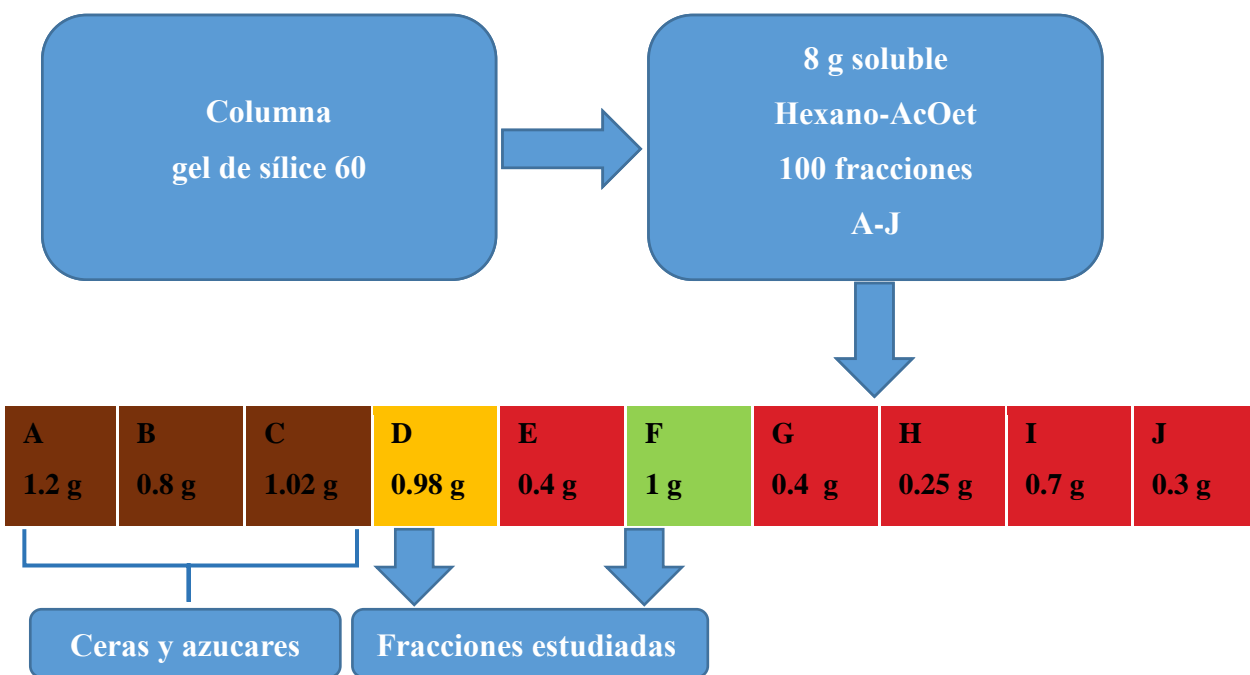 Columna
gel de sílice 60
8 g soluble
Hexano-AcOet
100 fracciones
A-J
A B C D E F G H I J
1.2 g 0.8 g 1.02 g 0.98 g 0.4 g 1 g 0.4 g 0.25 g 0.7 g 0.3 g
Ceras y azucares
Fracciones estudiadas